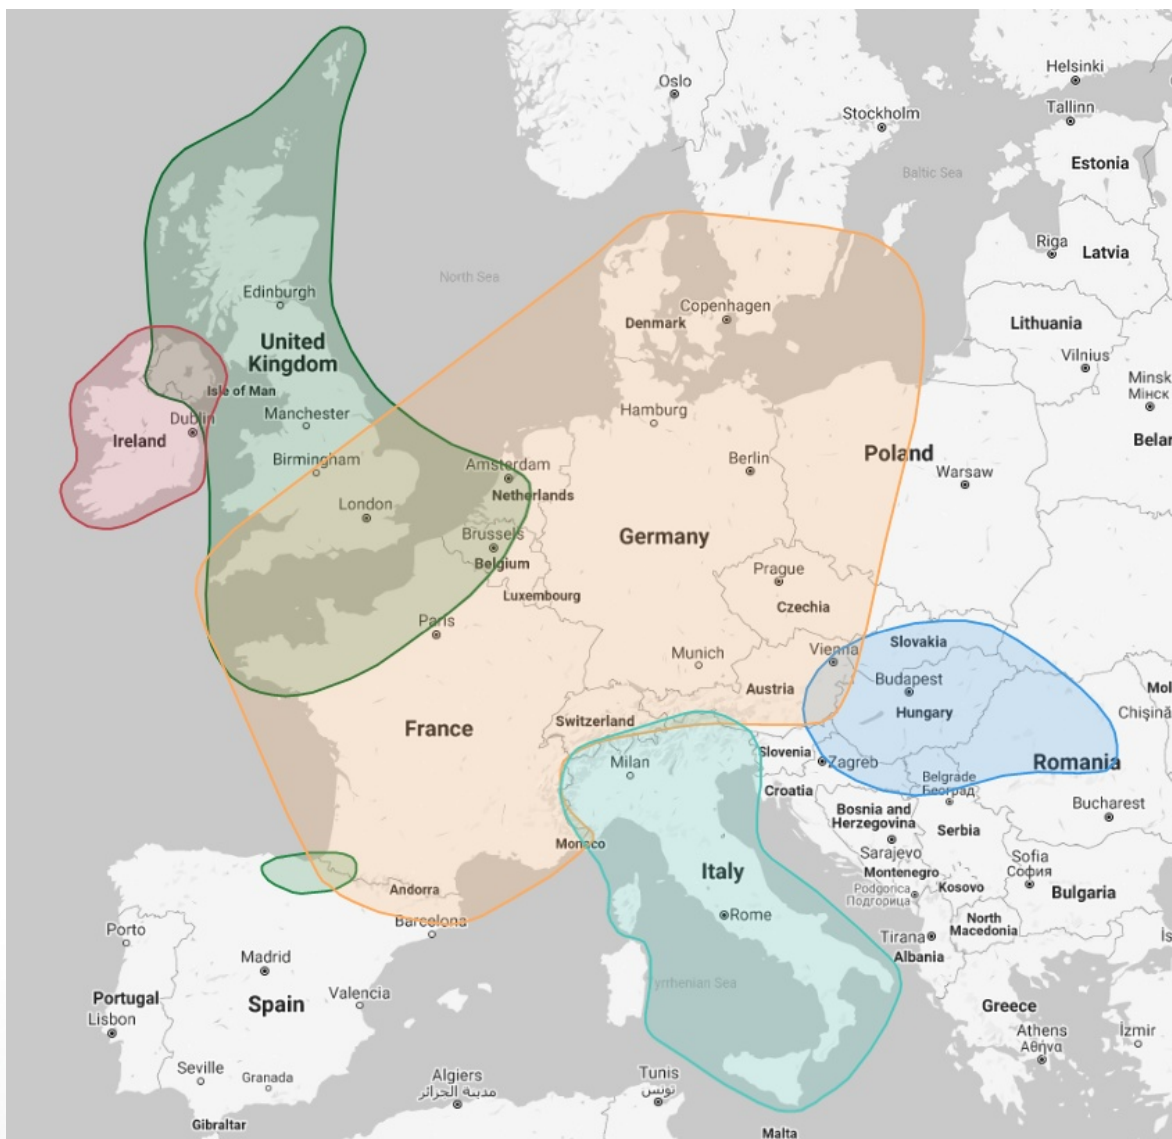 Helsinki
Oslo
Tallinn
Stockholm
Estonia
Baltic Sea
Riga
Latvia
North Sea
Edinburgh
Copenhagen
Denmark
Lithuania
United
Kingdom
Vilnius
Minsk
Мінск
Isle of Man
Manchester
Hamburg
Dublin
Ireland
Belar
Birmingham
Amsterdam
Berlin
Poland
Warsaw
Netherlands
London
Brussels
Germany
Belgium
Prague
Luxembourg
Czechia
Paris
Munich
Vienna
Slovakia
Austria
Budapest
Mol
Hungary
Chișină
France
Switzerland
Milan
Slovenia
Zagreb
Romania
Belgrade
Београд
Croatia
Bosnia and
Herzegovina
Bucharest
Serbia
Monaco
Sarajevo
Sofia
София
Italy
Montenegro
Andorra
Podgorica
Подгорица
Kosovo
Bulgaria
Barcelona
Rome
North
Macedonia
Porto
Tirana
Albania
Madrid
Tyrrhenian Sea
Portugal
Lisbon
Spain
Valencia
Greece
Athens
Αθήνα
İzmir
Seville
Granada
Algiers
مدينة الجزائر
Tunis
تونس
Gibraltar
Malta